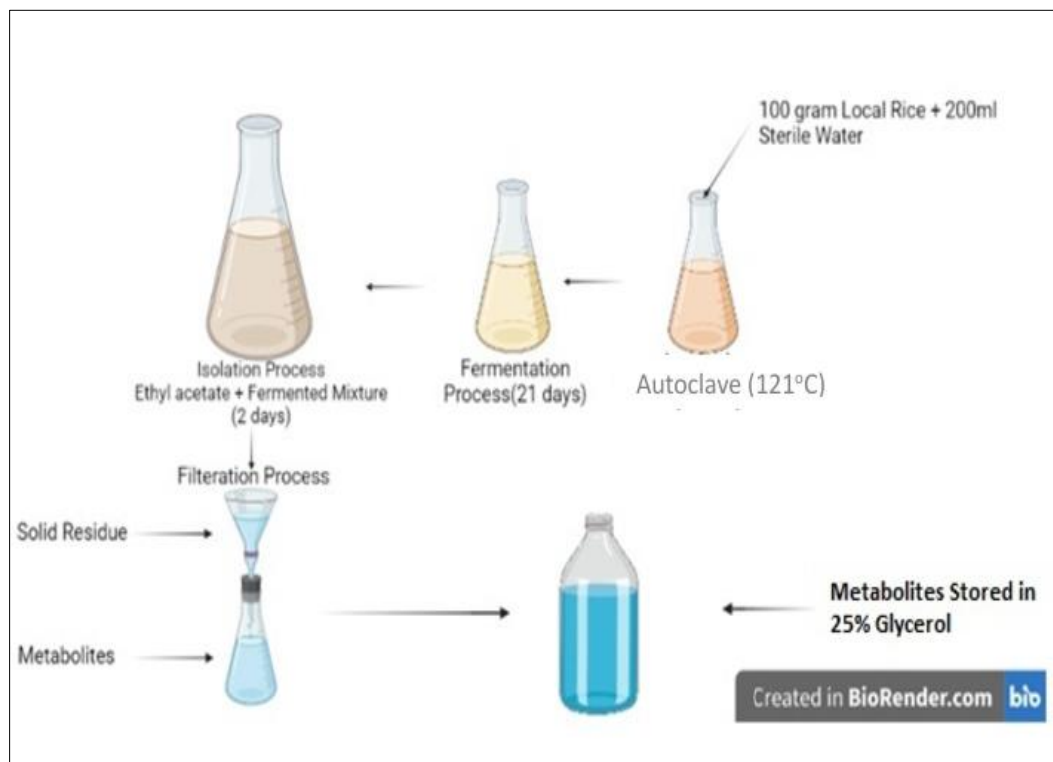 100 gram Local Rice + 200ml
Sterile Water
Isolation Process
Ethyl acetate + Fermented Mixture
(2 days)
Fermentation
Process(21 days)
Autoclave (121°C)
Filteration Process
Solid Residue
Metabolites
Metabolites Stored in
25% Glycerol
Created in BioRender.com bio